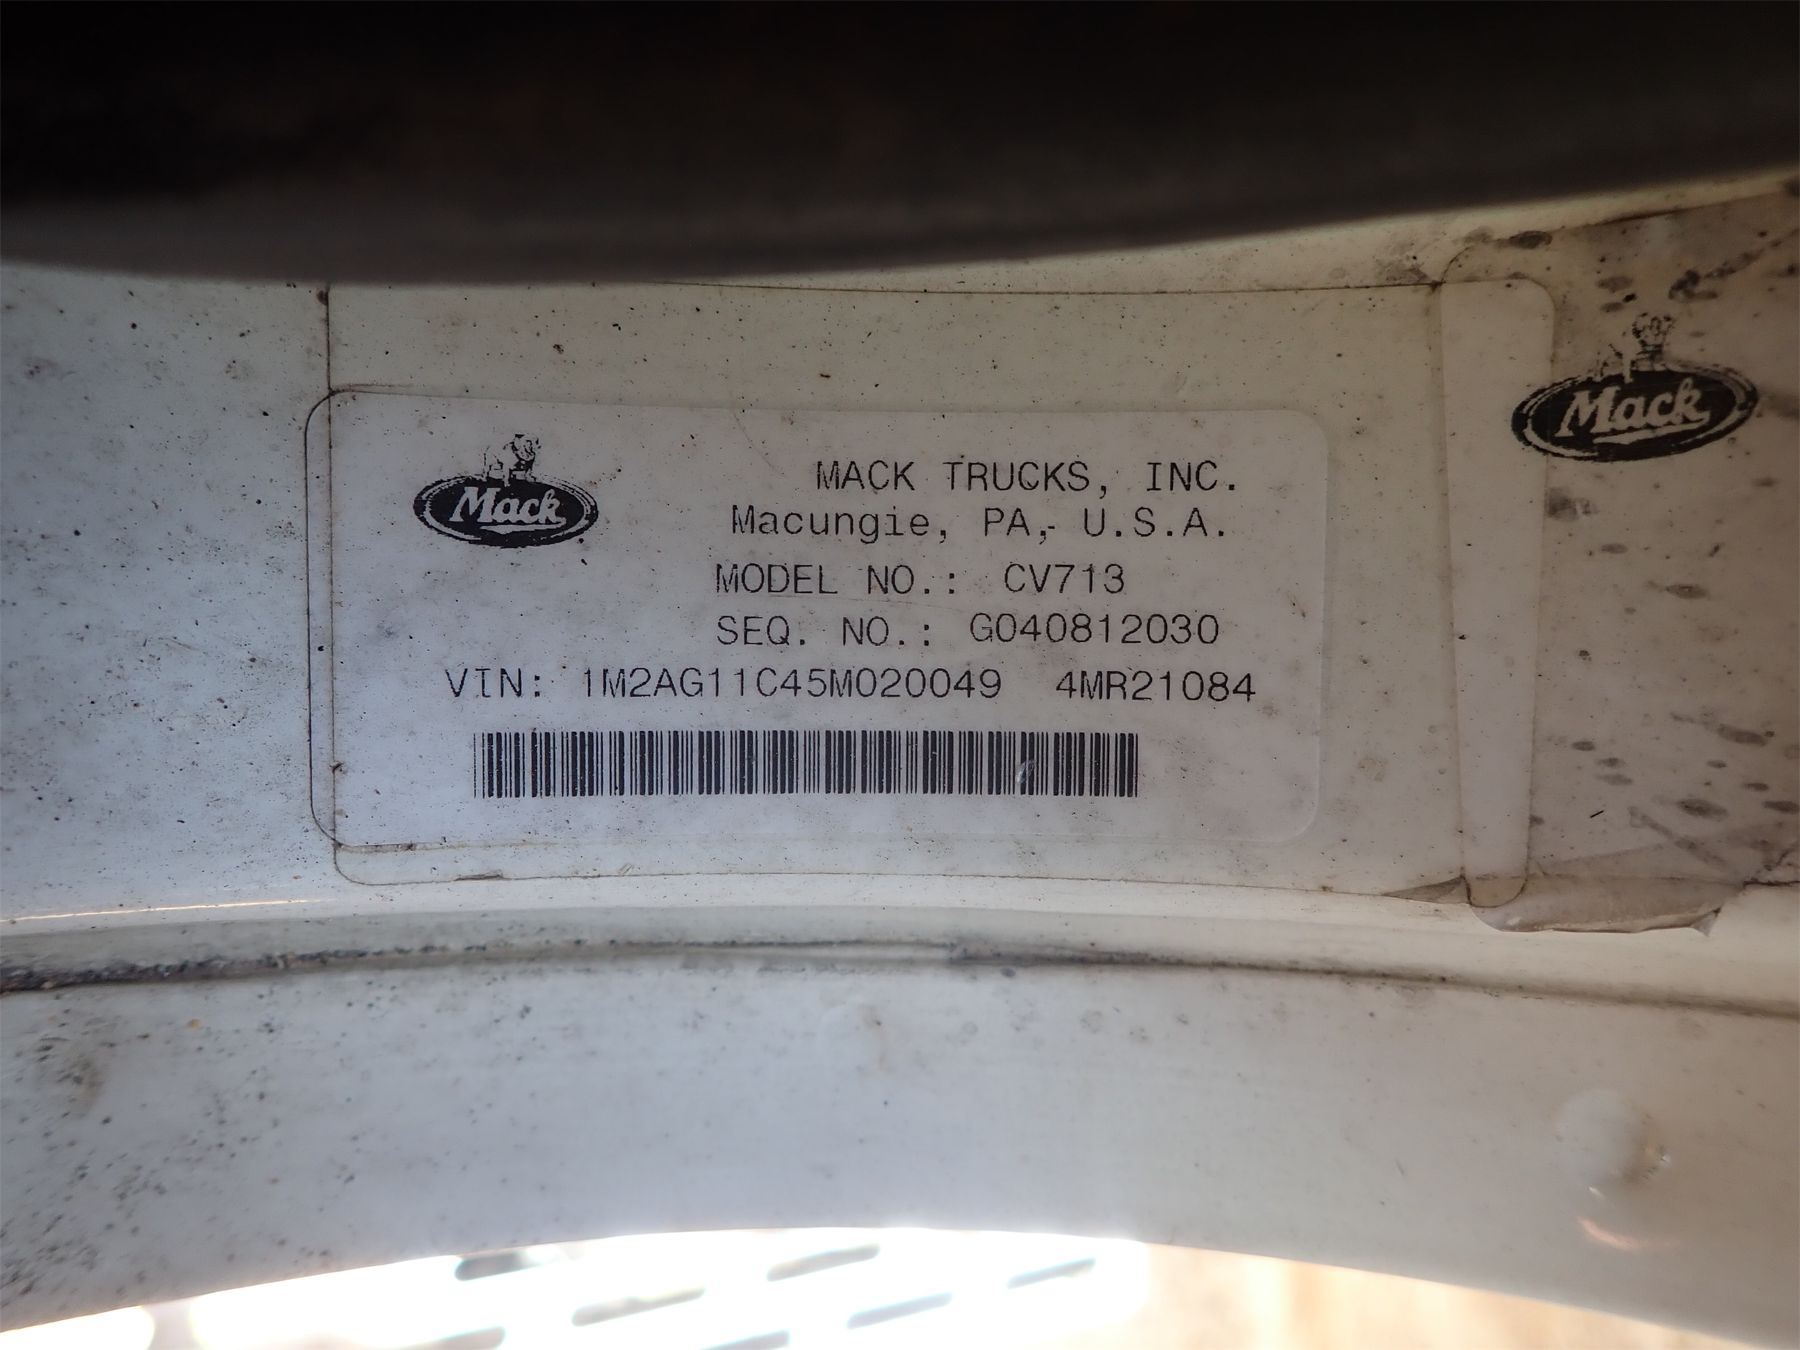 Mack
MACK TRUCKS, INC.
Macungie, PA, U.S.A.
MODEL NO.: CV713
SEQ. NO.: G040812030
VIN: 1M2AG11C45M020049 4MR21084
Mack